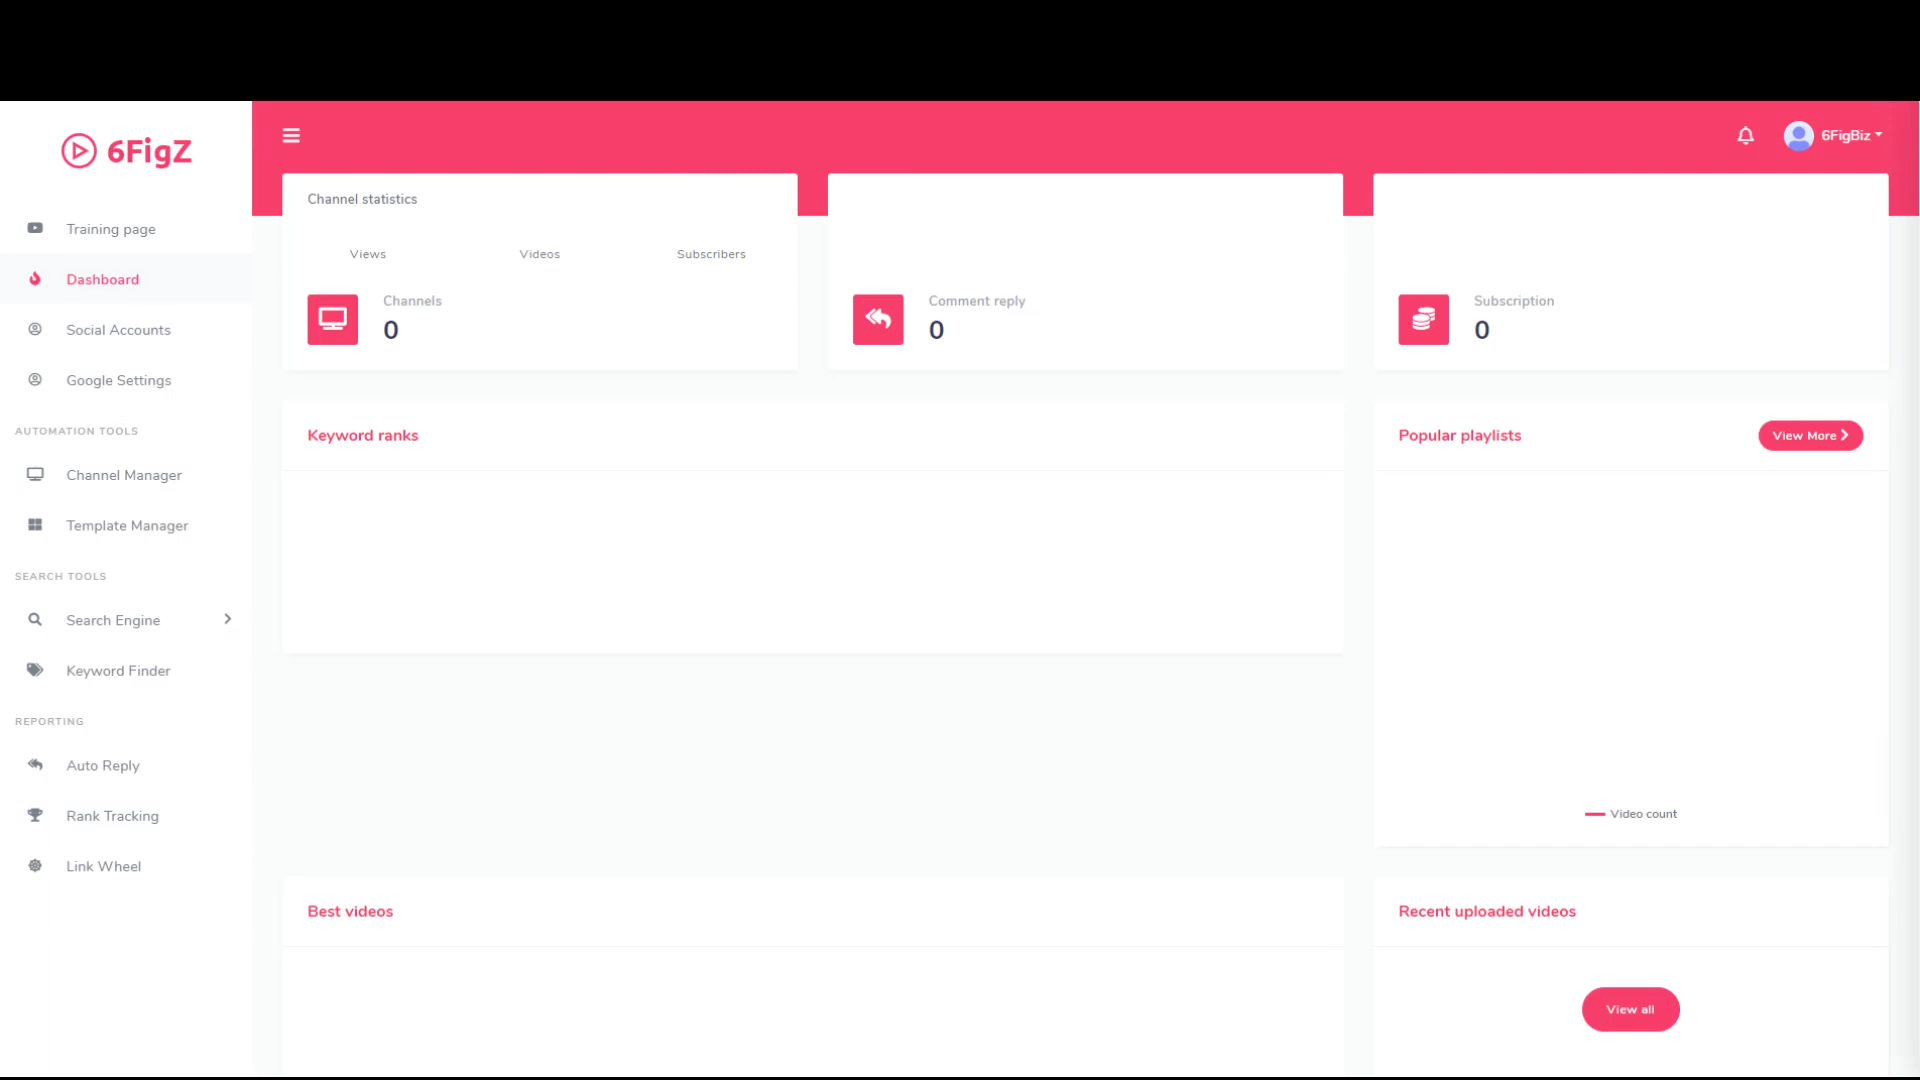 6FigZ
6FigBiz
Training page
Dashboard
Social Accounts
Google Settings
AUTOMATION TOOLS
Channel Manager
Template Manager
SEARCH TOOLS
Search Engine
Keyword Finder
REPORTING
Auto Reply
Rank Tracking
Link Wheel
Channel statistics
Views Videos Subscribers
Channels
0
Comment reply
0
Subscription
0
Keyword ranks
Popular playlists
View More
Video count
Best videos
Recent uploaded videos
View all